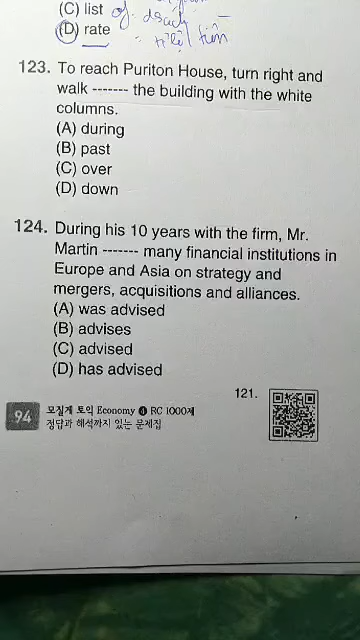 (C) list of
(D) rate
123. To reach Puriton House, turn right and
walk ------- the building with the white
columns.
(A) during
(B) past
(C) over
(D) down
124. During his 10 years with the firm, Mr.
Martin ------- many financial institutions in
Europe and Asia on strategy and
mergers, acquisitions and alliances.
(A) was advised
(B) advises
(C) advised
(D) has advised
121.
94 모질게 토익 Economy 4 RC 1000제
정답과 해석까지 있는 문제집